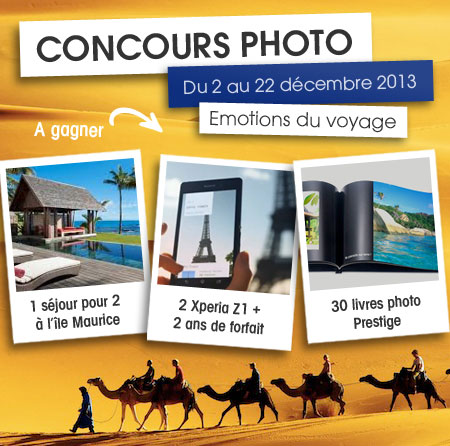 CONCOURS PHOTO
Du 2 au 22 décembre 2013
Emotions du voyage
A gagner
1 séjour pour 2
à l'île Maurice
2 Xperia Z1 +
2 ans de forfait
30 livres photo
Prestige